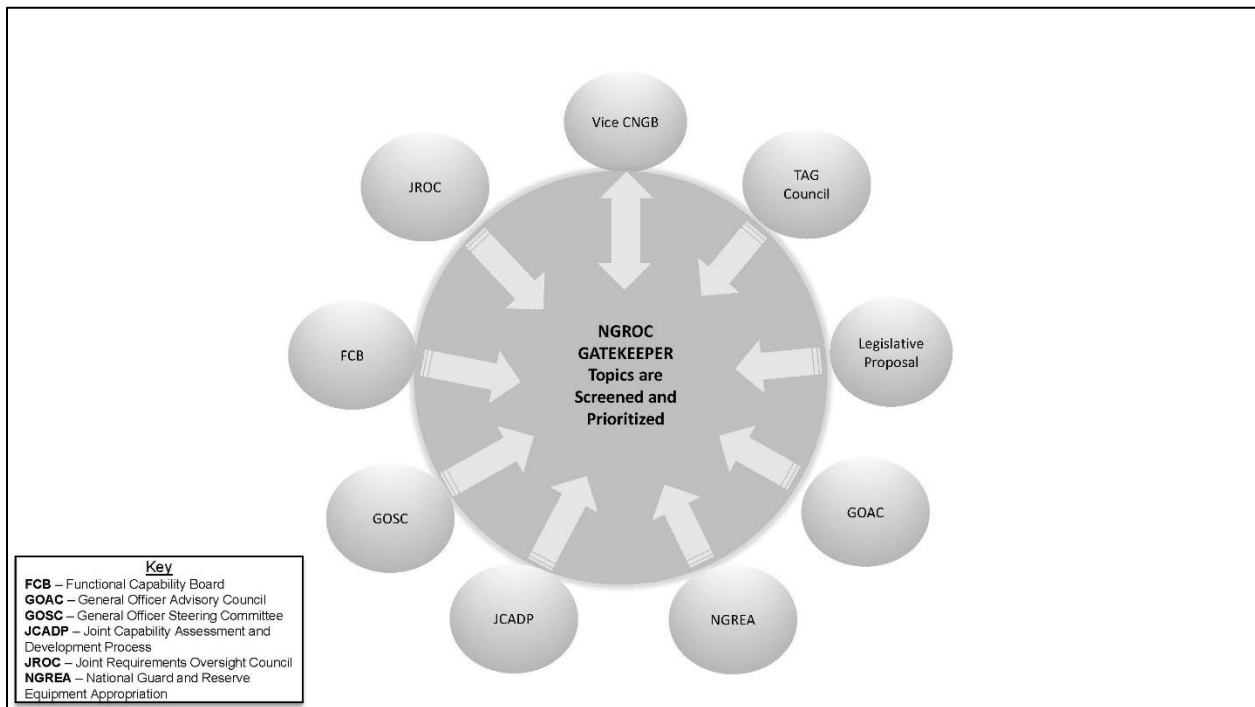 Vice CNGB
JROC
TAG
Council
FCB
NGROC
GATEKEEPER
Topics are
Screened and
Prioritized
Legislative
Proposal
GOSC
GOAC
JCADP
NGREA
Key
FCB – Functional Capability Board
GOAC – General Officer Advisory Council
GOSC – General Officer Steering Committee
JCADP – Joint Capability Assessment and
Development Process
JROC – Joint Requirements Oversight Council
NGREA – National Guard and Reserve
Equipment Appropriation